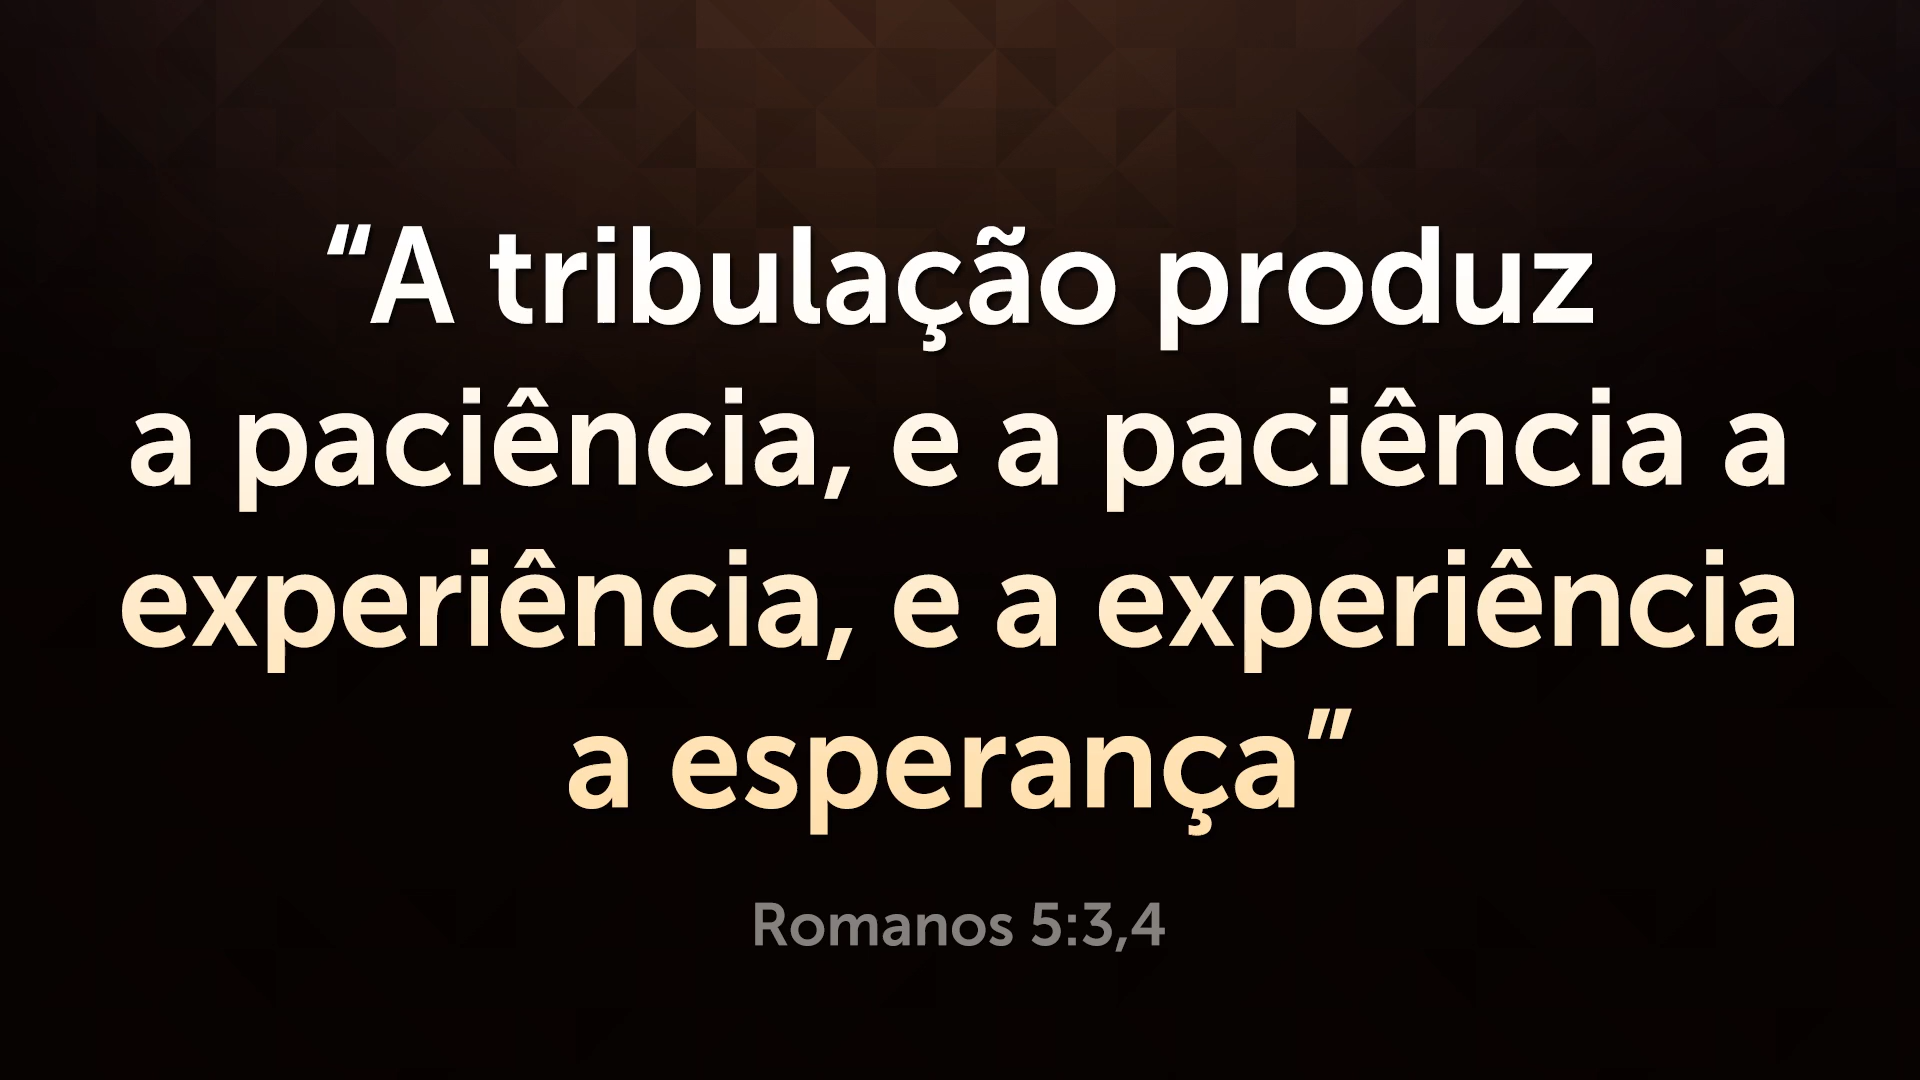 “A tribulação produz
a paciência, e a paciência a
experiência, e a experiência
a esperança”
Romanos 5:3,4